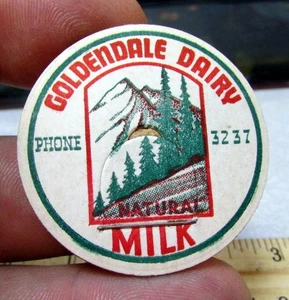 GOLDENDALE DAIRY
PHONE 3237
NATURAL
MILK